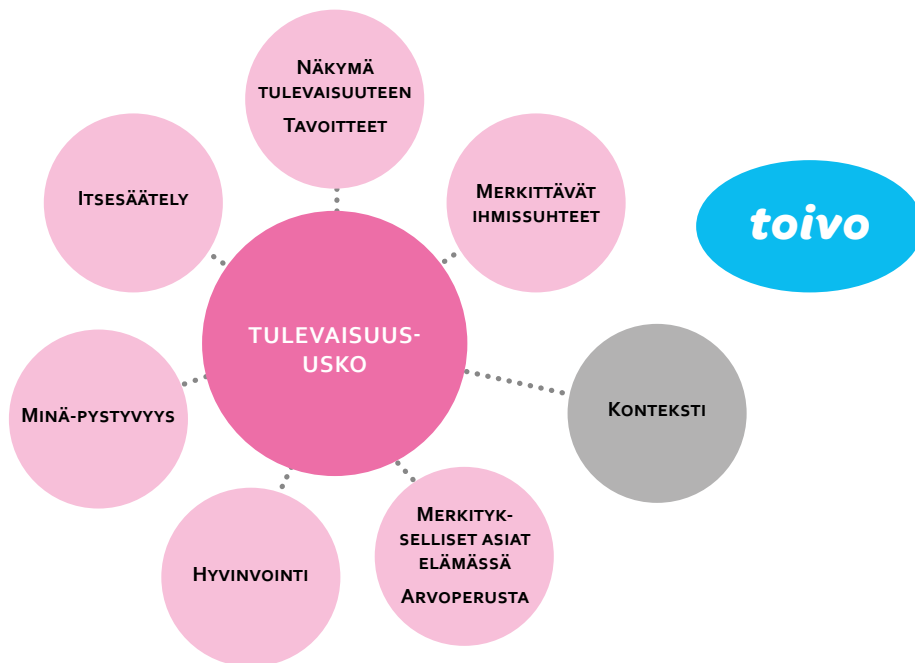 NÄKYMÄ
TULEVAISUUTEEN
TAVOITTEET
ITSESÄÄTELY
MERKITTÄVÄT
IHMISSUHTEET
toivo
TULEVAISUUS-
USKO
MINÄ-PYSTYVYYS
KONTEKSTI
HYVINVOINTI
MERKITYK-
SELLISET ASIAT
ELÄMÄSSÄ
ARVOPERUSTA